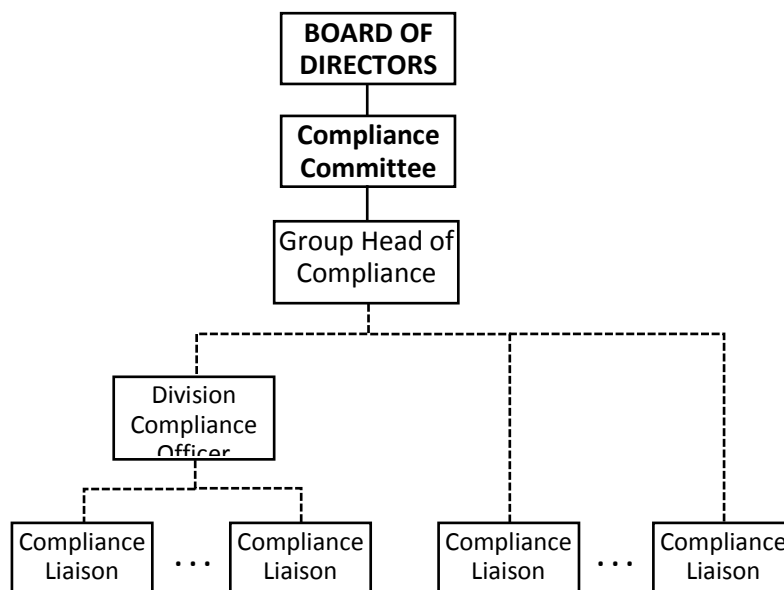 BOARD OF
DIRECTORS
Compliance
Committee
Group Head of
Compliance
Division
Compliance
Officer
Compliance
Liaison
...
Compliance
Liaison
Compliance
Liaison
...
Compliance
Liaison